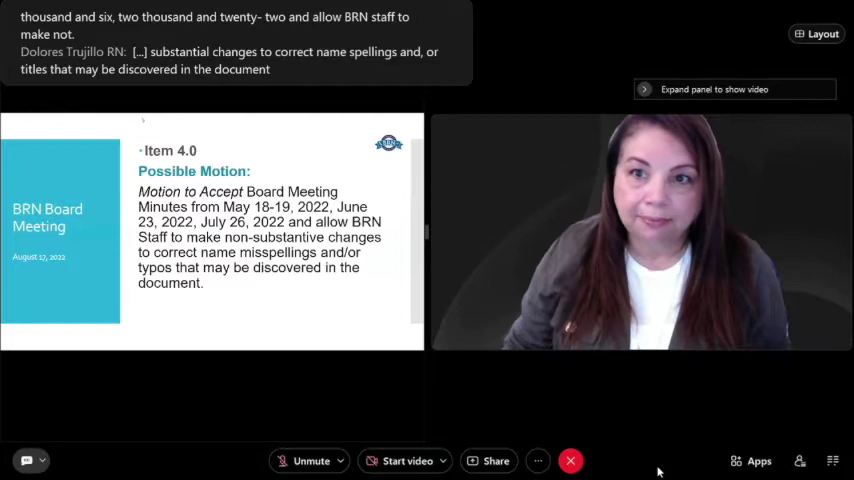 thousand and six, two thousand and twenty- two and allow BRN staff to
make not.
Dolores Trujillo RN: [...] substantial changes to correct name spellings and, or
titles that may be discovered in the document
Layout
Expand panel to show video
BRN Board
Meeting
August 17, 2022
•Item 4.0
BRN
Possible Motion:
Motion to Accept Board Meeting
Minutes from May 18-19, 2022, June
23, 2022, July 26, 2022 and allow BRN
Staff to make non-substantive changes
to correct name misspellings and/or
typos that may be discovered in the
document.
Unmute
Start video
Share
Apps